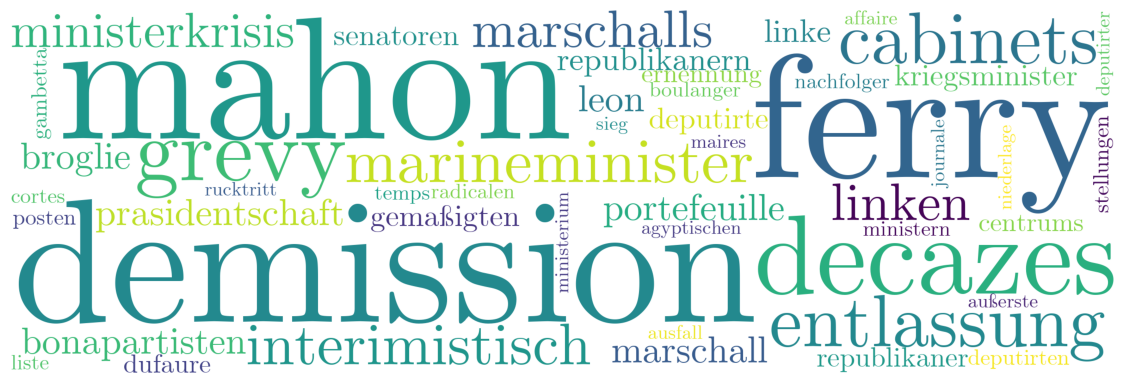 ministerkrisis senatoren marschalls linke affaire cabinets deputirter
gambetta mahon republikanern ernennung boulanger nachfolger kriegsminister
leon sieg deputirte maires ferry journale niederlage stellungen
broglie grevy marineminister
cortes rucktritt temps radicalen linken
posten prasidentschaft gemaßigten ministerium portefeuille agyptischen ministern centrums
demission decazes
außerste
bonapartisten interimistisch ausfall entlassung
liste dufaure marschall republikaner deputirten